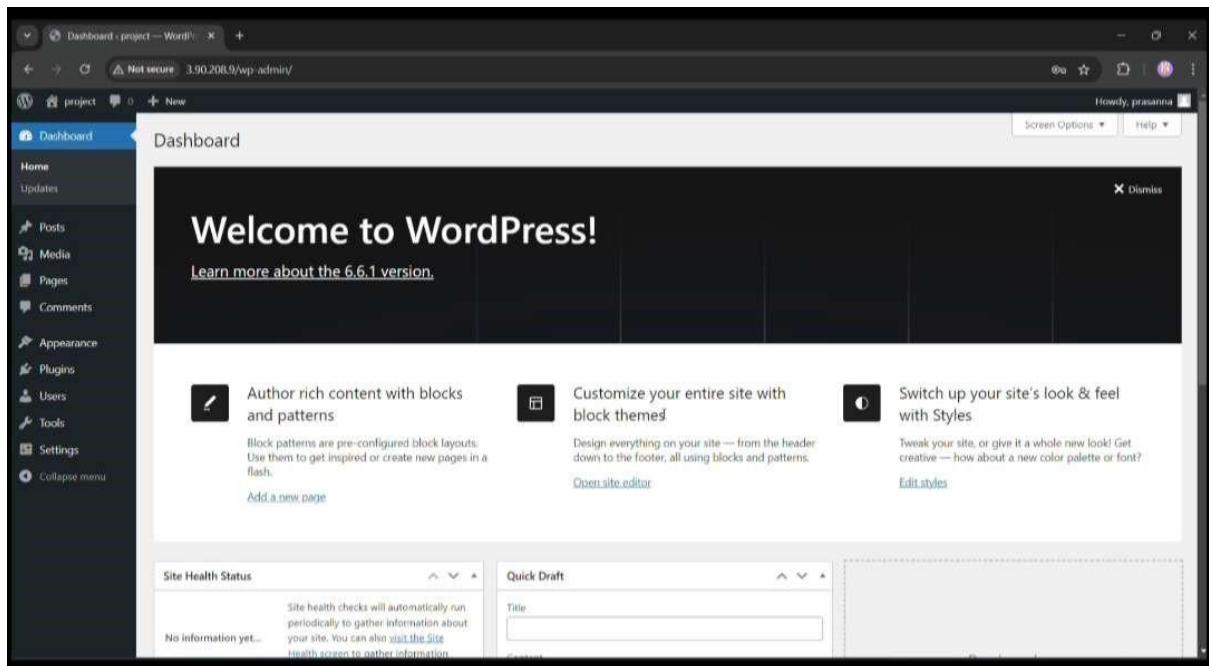 Dashboard ‹ project — WordPr
Not secure 3.90.208.9/wp-admin/
project 0 + New
Howdy, prasanna
Dashboard
Home
Updates
Posts
Media
Pages
Comments
Appearance
Plugins
Users
Tools
Settings
Collapse menu
Dashboard
Screen Options ▼
Help ▼
Dismiss
Welcome to WordPress!
Learn more about the 6.6.1 version.
Author rich content with blocks
and patterns
Block patterns are pre-configured block layouts.
Use them to get inspired or create new pages in a
flash.
Add a new page
Customize your entire site with
block themes
Design everything on your site — from the header
down to the footer, all using blocks and patterns.
Open site editor
Switch up your site's look & feel
with Styles
Tweak your site, or give it a whole new look! Get
creative — how about a new color palette or font?
Edit styles
Site Health Status
No information yet...
Site health checks will automatically run
periodically to gather information about
your site. You can also visit the Site
Health screen to gather information
Quick Draft
Title
Content